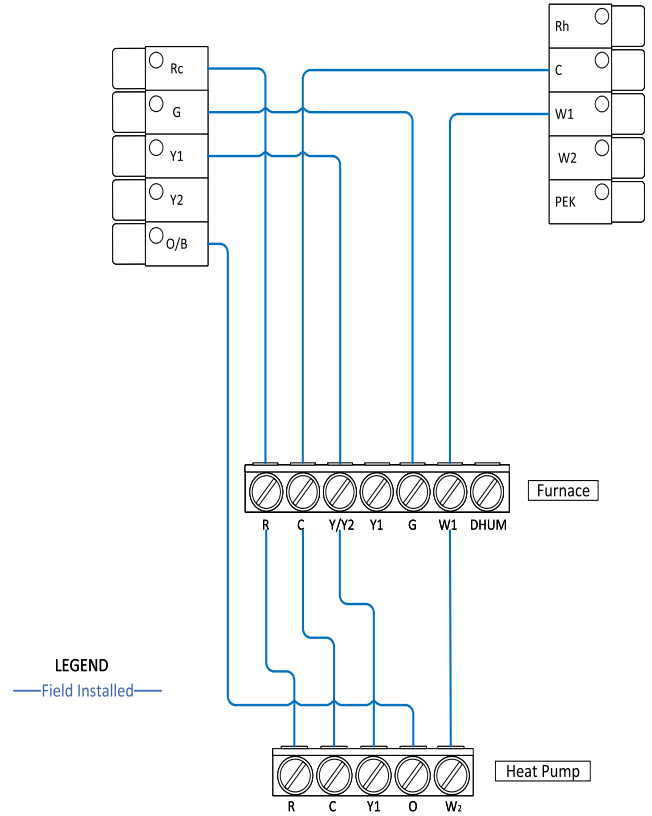 Rh
Rc
C
G
W1
Y1
W2
Y2
PEK
O/B
Furnace
R C Y/Y2 Y1 G W1 DHUM
LEGEND
Field Installed
Heat Pump
R C Y1 O W2